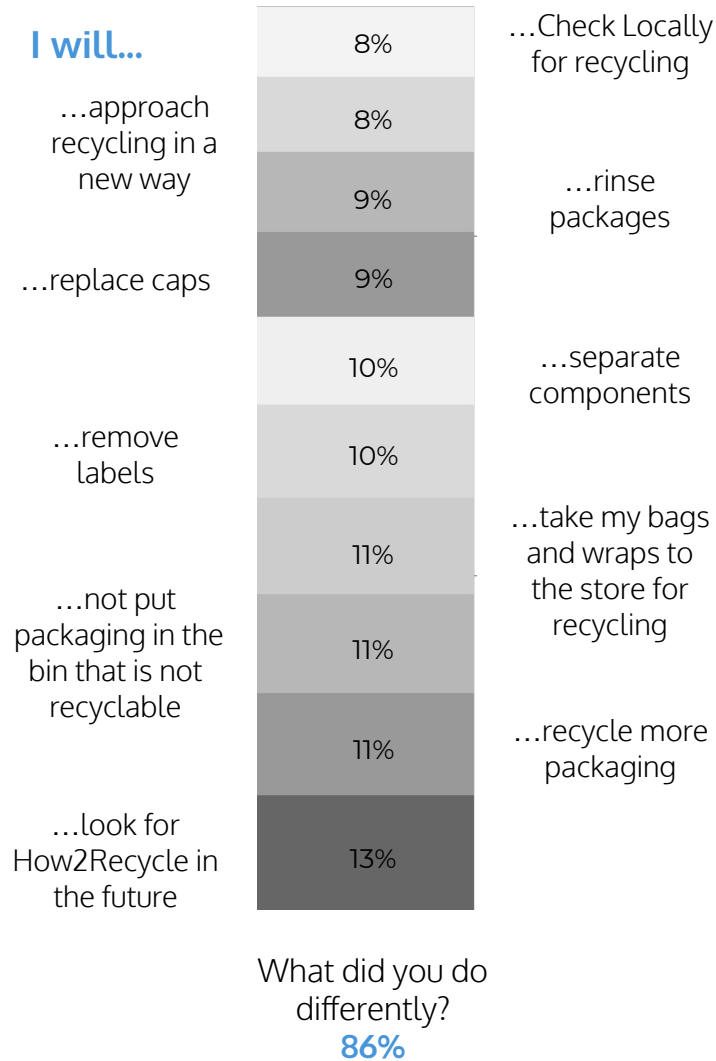 I will...
8%
…Check Locally
for recycling
…approach
recycling in a
new way
8%
9%
…rinse
packages
…replace caps
9%
10%
…separate
components
…remove
labels
10%
11%
…take my bags
and wraps to
the store for
recycling
…not put
packaging in the
bin that is not
recyclable
11%
11%
…recycle more
packaging
…look for
How2Recycle in
the future
13%
What did you do
differently?
86%